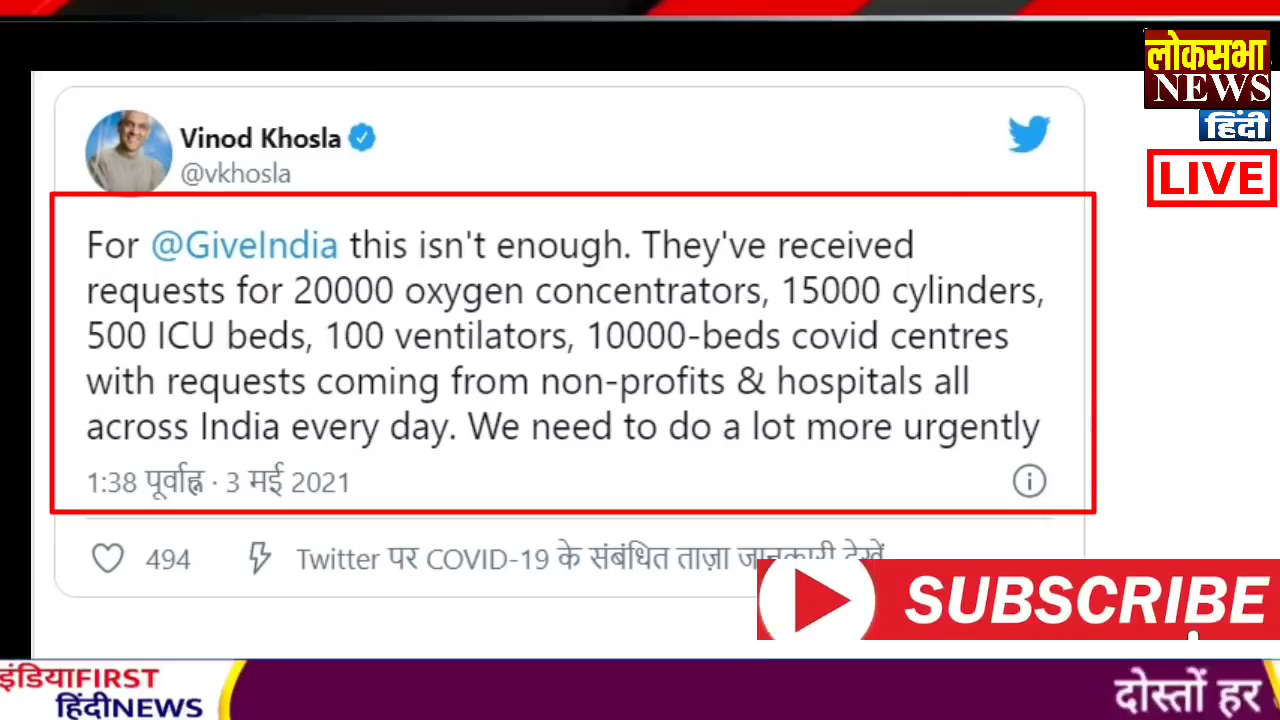 लोकसभा
NEWS
हिंदी
LIVE
Vinod Khosla
@vkhosla
For @GiveIndia this isn't enough. They've received
requests for 20000 oxygen concentrators, 15000 cylinders,
500 ICU beds, 100 ventilators, 10000-beds covid centres
with requests coming from non-profits & hospitals all
across India every day. We need to do a lot more urgently
1:38 पूर्वाह्न · 3 मई 2021
494 Twitter पर COVID-19 के संबंधित ताज़ा जानकारी देखें
SUBSCRIBE
इंडियाFIRST
हिंदीNEWS
दोस्तों हर